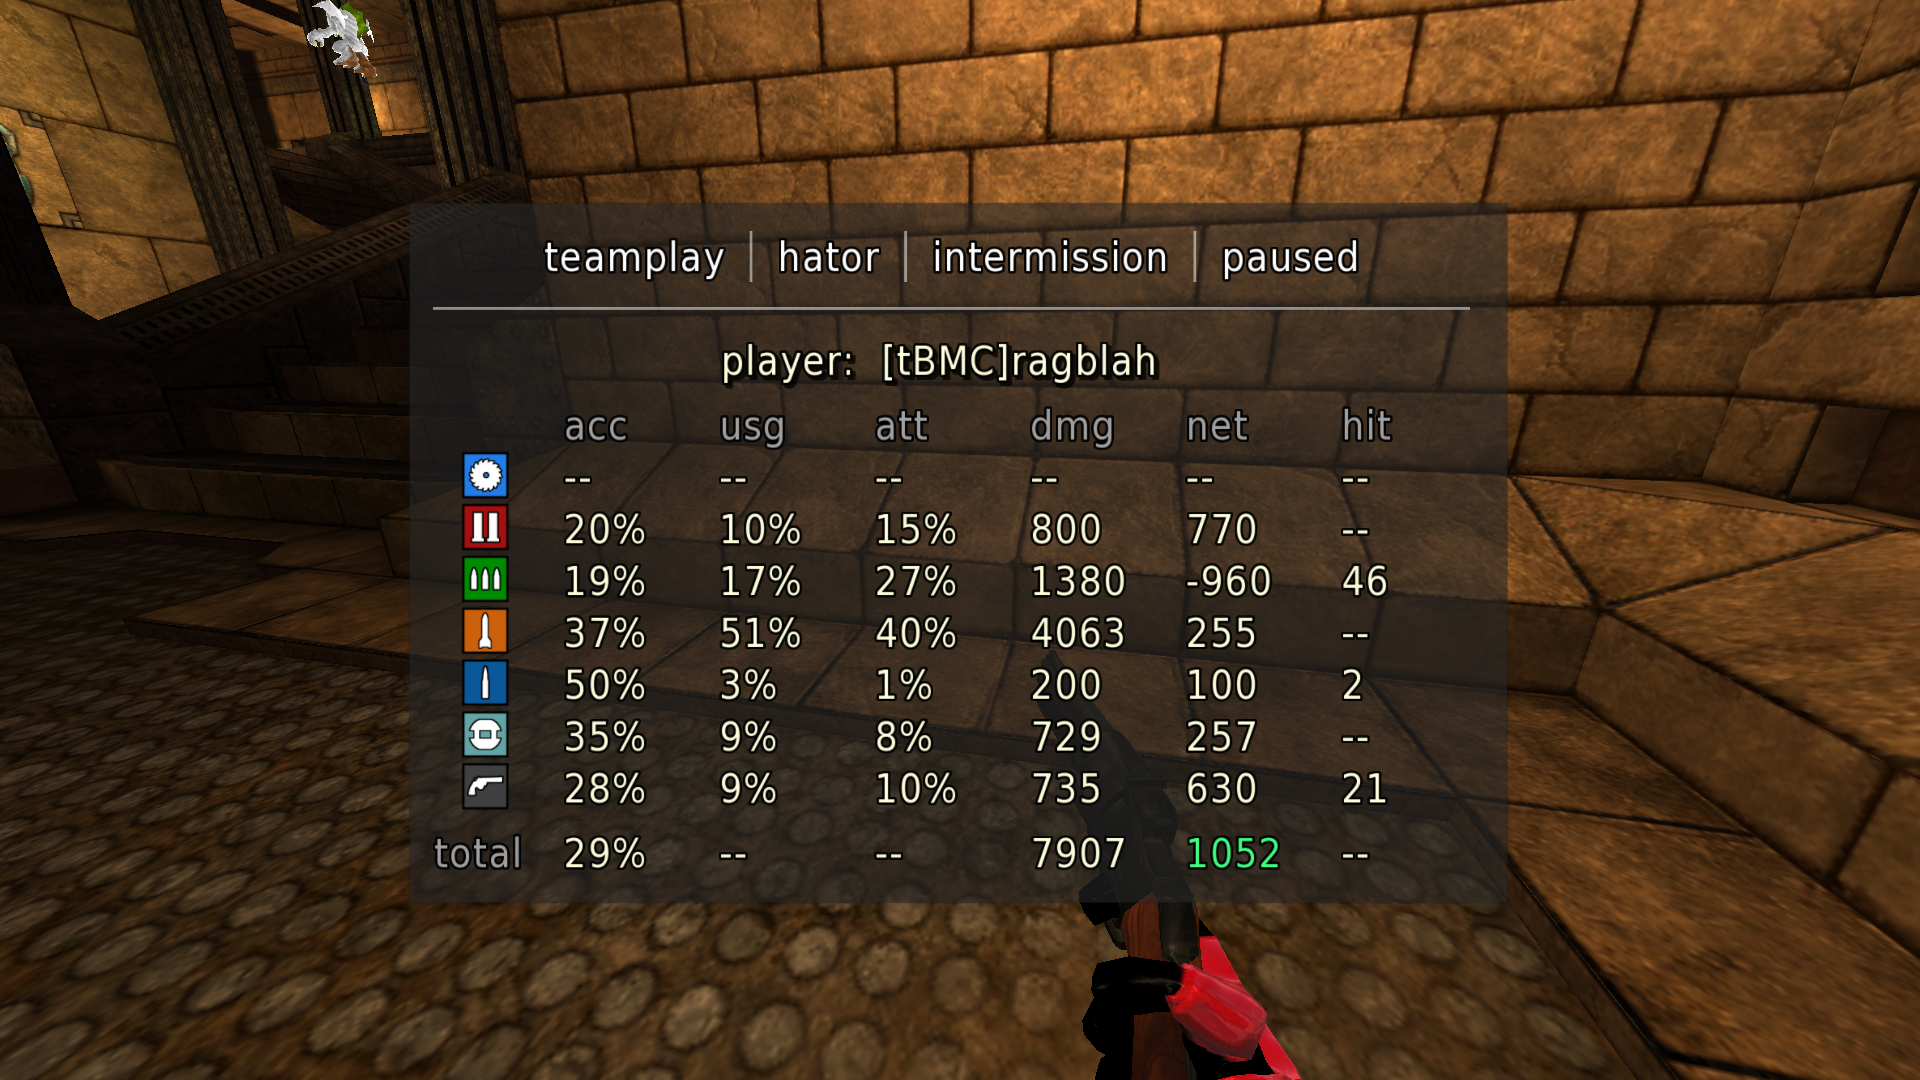 teamplay | hator | intermission | paused
player: [tBMC]ragblah
acc usg att dmg net hit
-- -- -- -- -- --
20% 10% 15% 800 770 --
19% 17% 27% 1380 -960 46
37% 51% 40% 4063 255 --
50% 3% 1% 200 100 2
35% 9% 8% 729 257 --
28% 9% 10% 735 630 21
total 29% -- -- 7907 1052 --